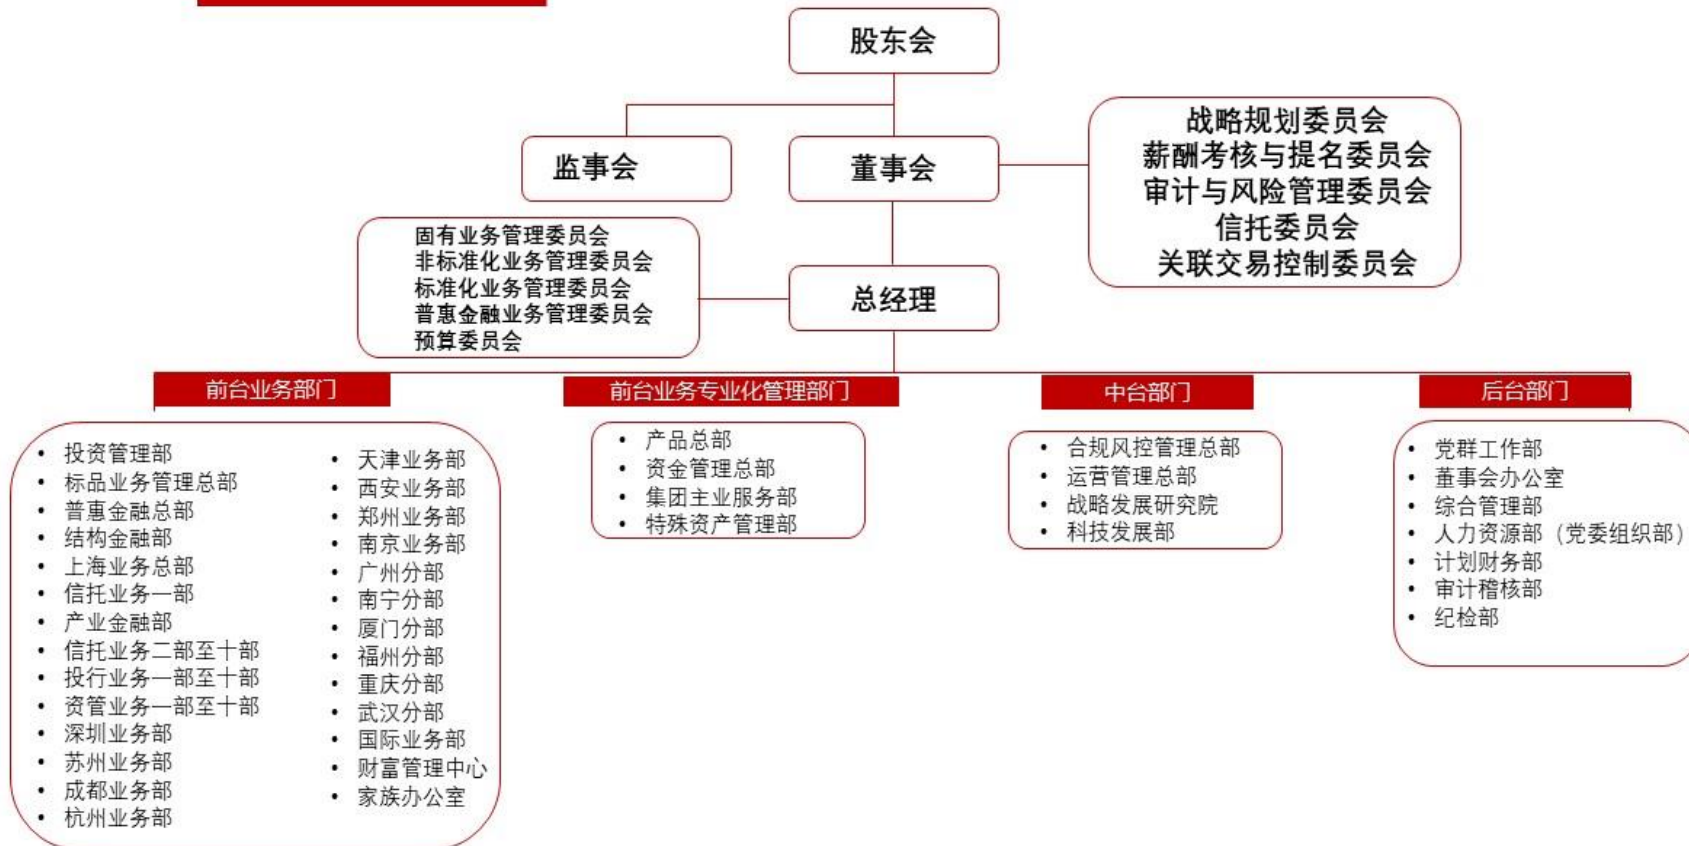 股东会
监事会
董事会
战略规划委员会
薪酬考核与提名委员会
审计与风险管理委员会
信托委员会
关联交易控制委员会
固有业务管理委员会
非标准化业务管理委员会
标准化业务管理委员会
普惠金融业务管理委员会
预算委员会
总经理
前台业务部门
前台业务专业化管理部门
中台部门
后台部门
• 投资管理部
• 标品业务管理总部
• 普惠金融总部
• 结构金融部
• 上海业务总部
• 信托业务一部
• 产业金融部
• 信托业务二部至十部
• 投行业务一部至十部
• 资管业务一部至十部
• 深圳业务部
• 苏州业务部
• 成都业务部
• 杭州业务部
• 天津业务部
• 西安业务部
• 郑州业务部
• 南京业务部
• 广州分部
• 南宁分部
• 厦门分部
• 福州分部
• 重庆分部
• 武汉分部
• 国际业务部
• 财富管理中心
• 家族办公室
• 产品总部
• 资金管理总部
• 集团主业服务部
• 特殊资产管理部
• 合规风控管理总部
• 运营管理总部
• 战略发展研究院
• 科技发展部
• 党群工作部
• 董事会办公室
• 综合管理部
• 人力资源部（党委组织部）
• 计划财务部
• 审计稽核部
• 纪检部